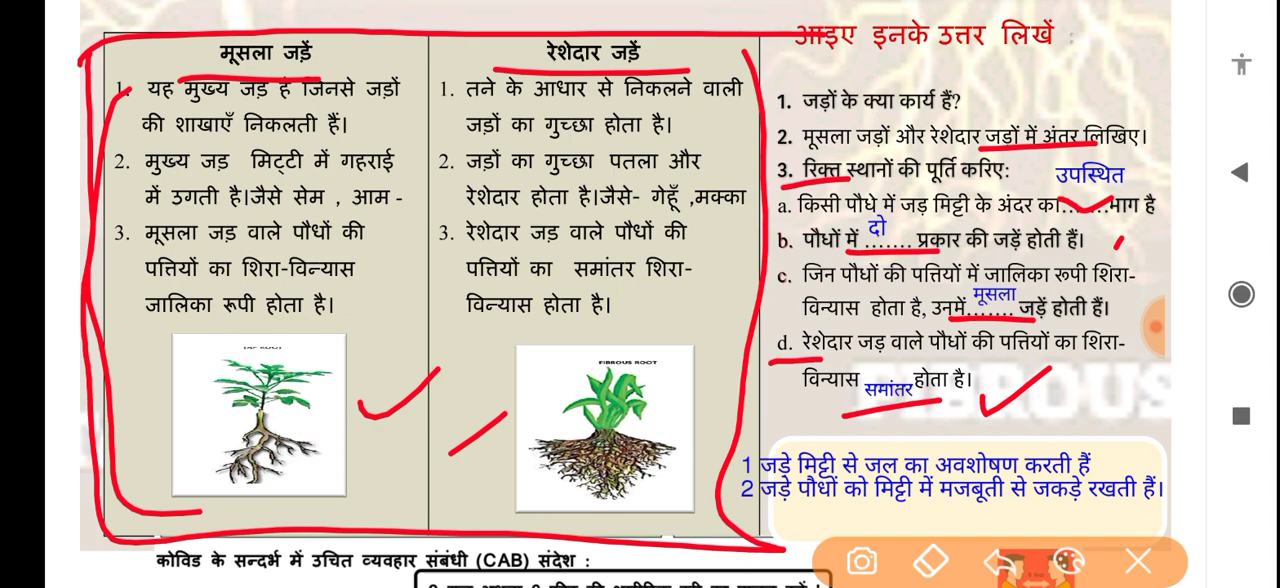 मूसला जड़ें
1. यह मुख्य जड़ है जिनसे जड़ों
की शाखाएँ निकलती हैं।
2. मुख्य जड़ मिट्टी में गहराई
में उगती है।जैसे सेम , आम -
3. मूसला जड़ वाले पौधों की
पत्तियों का शिरा-विन्यास
जालिका रूपी होता है।
रेशेदार जड़ें
1. तने के आधार से निकलने वाली
जड़ों का गुच्छा होता है।
2. जड़ों का गुच्छा पतला और
रेशेदार होता है।जैसे- गेहूँ ,मक्का
3. रेशेदार जड़ वाले पौधों की
पत्तियों का समांतर शिरा-
विन्यास होता है।
FIBROUS ROOT
आइए इनके उत्तर लिखें :
1. जड़ों के क्या कार्य हैं?
2. मूसला जड़ों और रेशेदार जड़ों में अंतर लिखिए।
3. रिक्त स्थानों की पूर्ति करिए:
उपस्थित
a. किसी पौधे में जड़ मिट्टी के अंदर का.......भाग है
दो
b. पौधों में ....... प्रकार की जड़ें होती हैं।
c. जिन पौधों की पत्तियों में जालिका रूपी शिरा-
मूसला
विन्यास होता है, उनमें....... जड़ें होती हैं।
d. रेशेदार जड़ वाले पौधों की पत्तियों का शिरा-
विन्यास समांतर होता है।
FIBROUS
1 जड़े मिट्टी से जल का अवशोषण करती हैं
2 जड़े पौधों को मिट्टी में मजबूती से जकड़े रखती हैं।
कोविड के सन्दर्भ में उचित व्यवहार संबंधी (CAB) संदेश :